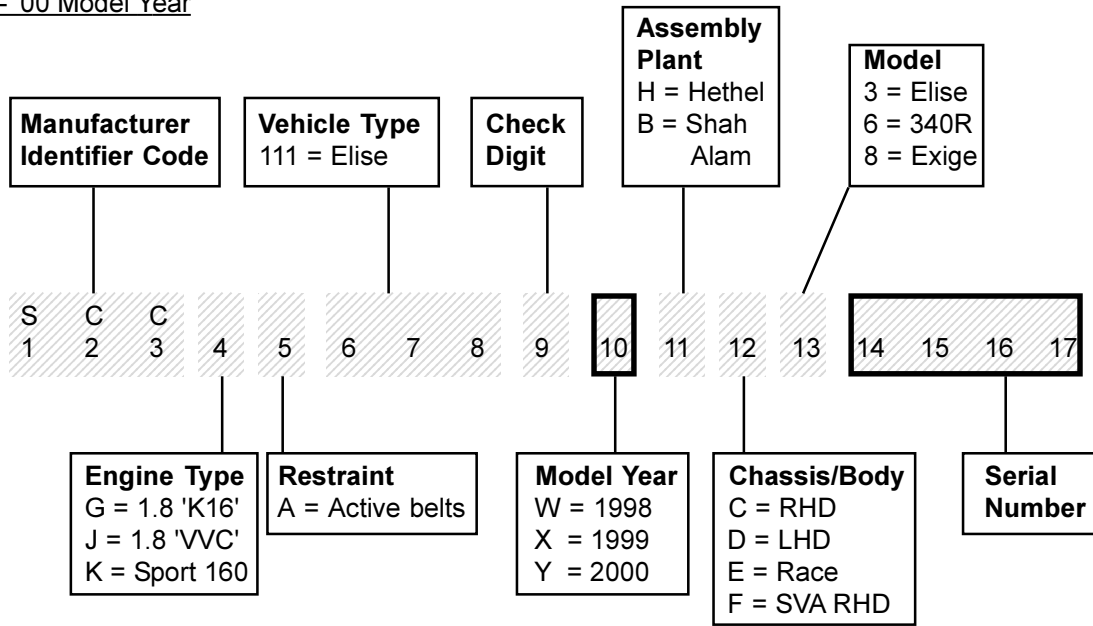 - '00 Model Year
Assembly
Plant
H = Hethel
B = Shah
Alam
Model
3 = Elise
6 = 340R
8 = Exige
Manufacturer
Identifier Code
Vehicle Type
111 = Elise
Check
Digit
S C C
1 2 3 4 5 6 7 8 9 10 11 12 13 14 15 16 17
Engine Type
G = 1.8 'K16'
J = 1.8 'VVC'
K = Sport 160
Restraint
A = Active belts
Model Year
W = 1998
X = 1999
Y = 2000
Chassis/Body
C = RHD
D = LHD
E = Race
F = SVA RHD
Serial
Number